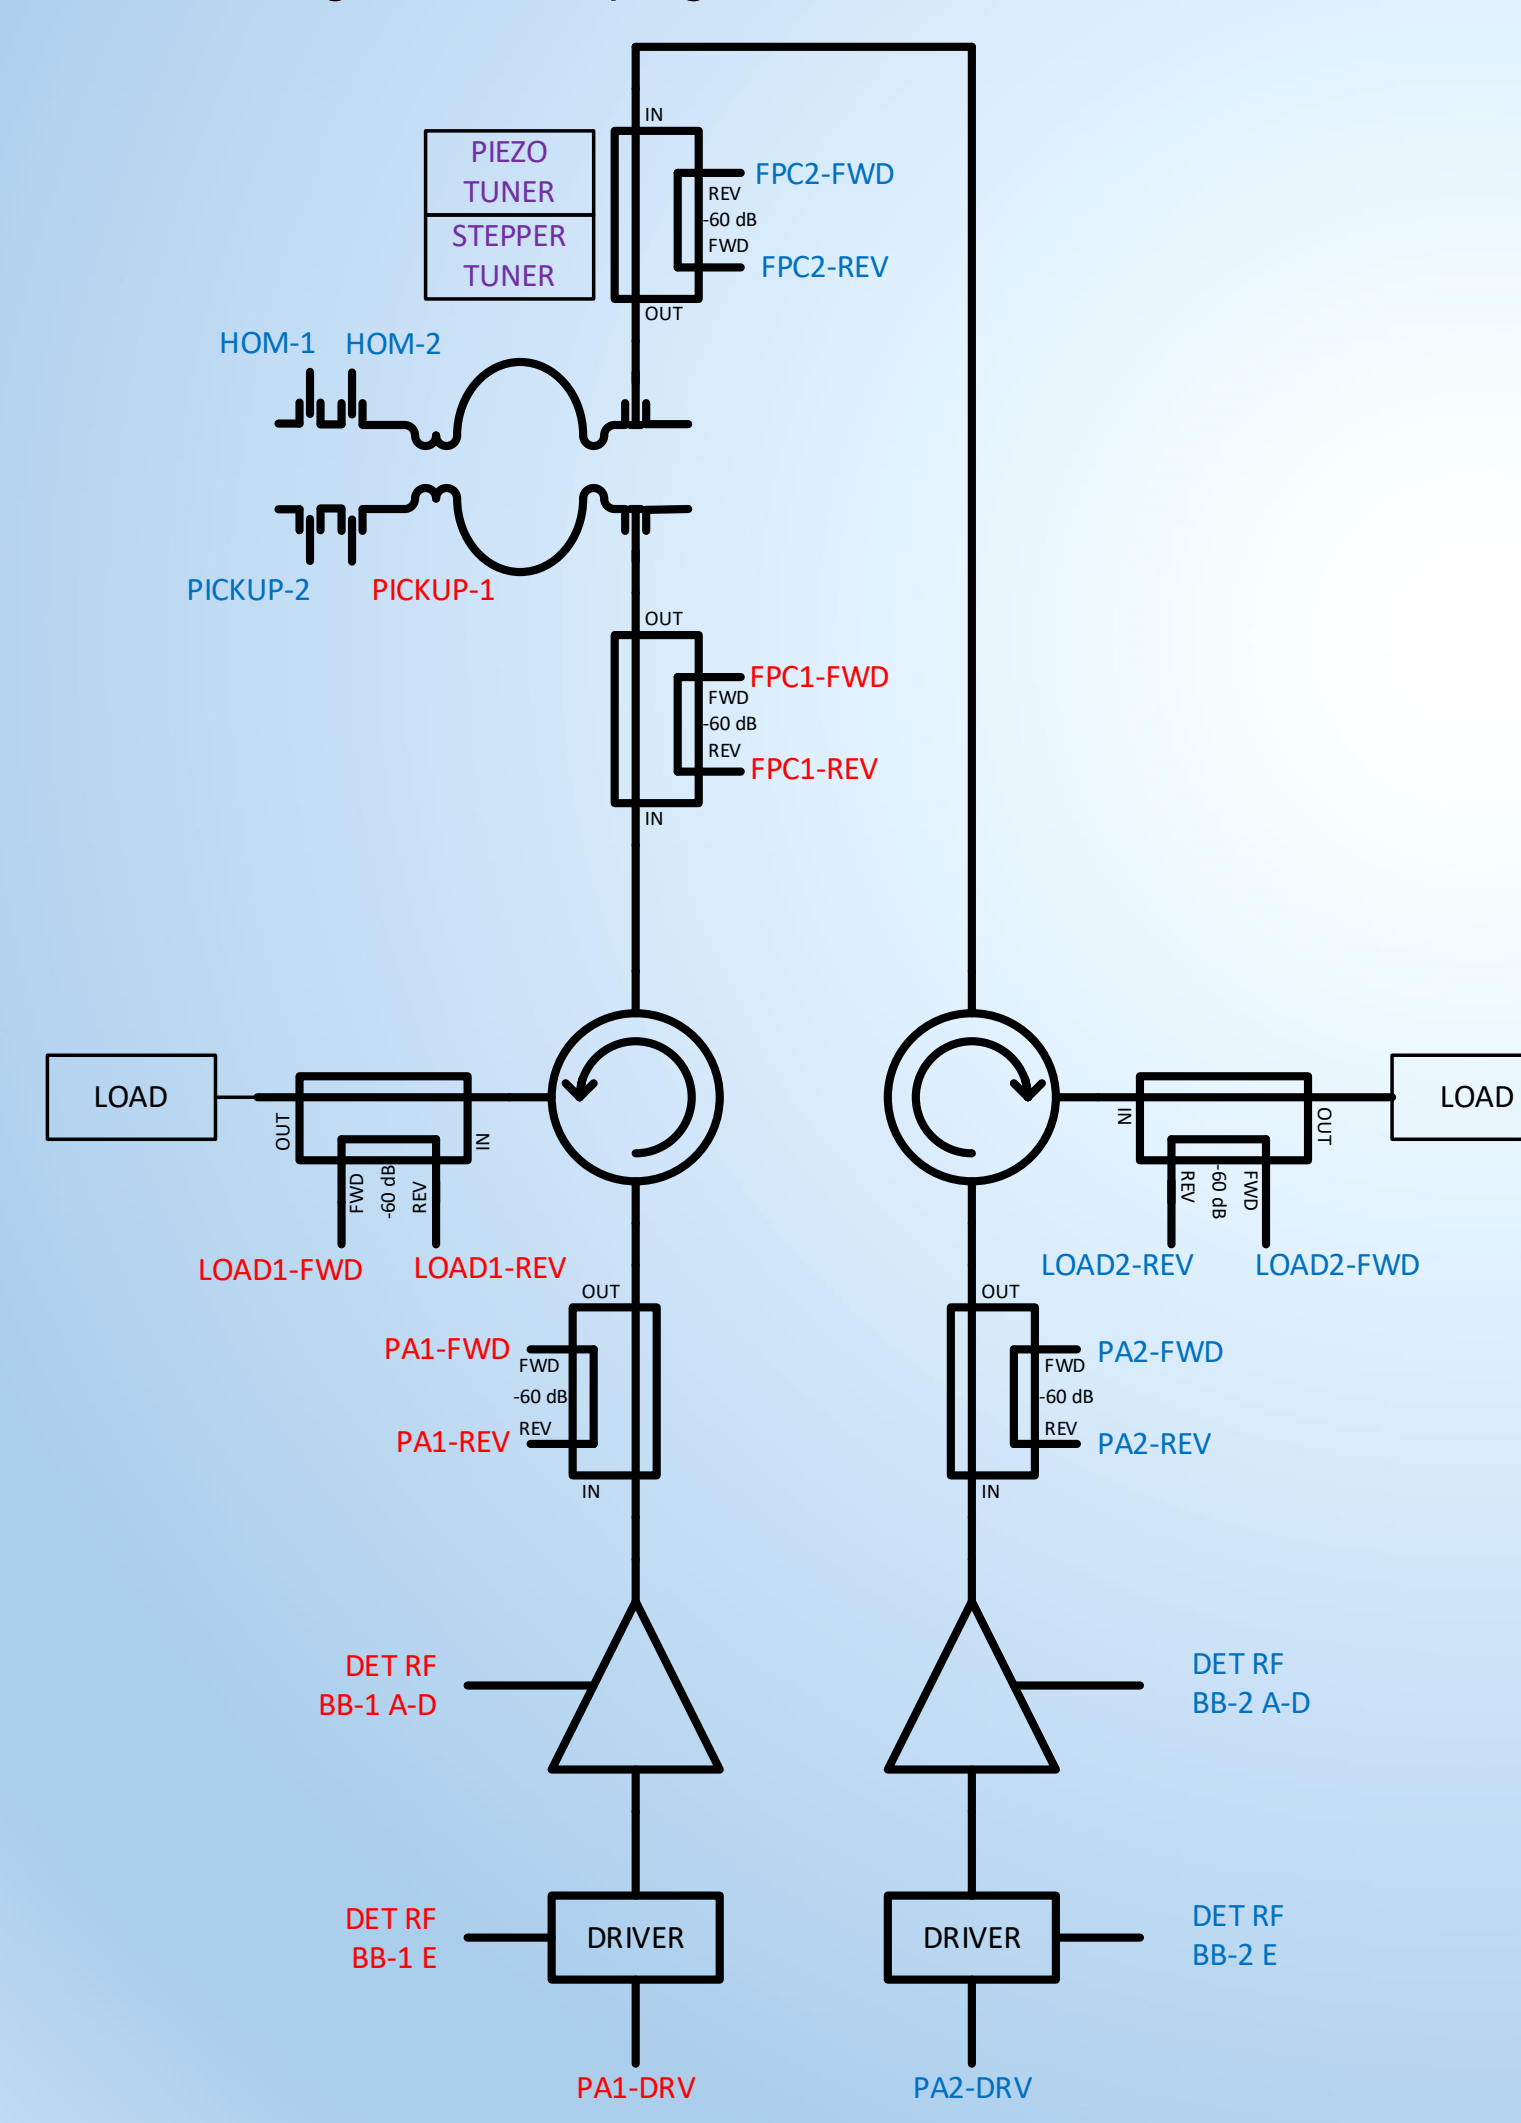 IN
PIEZO
TUNER
STEPPER
TUNER
FPC2-FWD
REV
-60 dB
FWD
FPC2-REV
OUT
HOM-1
HOM-2
PICKUP-2
PICKUP-1
OUT
FPC1-FWD
FWD
-60 dB
REV
FPC1-REV
IN
LOAD
OUT
IN
FWD
-60 dB
REV
LOAD1-FWD
LOAD1-REV
IN
OUT
LOAD
REV
-60 dB
FWD
LOAD2-REV
LOAD2-FWD
OUT
PA1-FWD
FWD
-60 dB
PA1-REV
REV
IN
OUT
PA2-FWD
FWD
-60 dB
REV
PA2-REV
IN
DET RF
BB-1 A-D
DET RF
BB-2 A-D
DET RF
BB-1 E
DRIVER
DRIVER
DET RF
BB-2 E
PA1-DRV
PA2-DRV